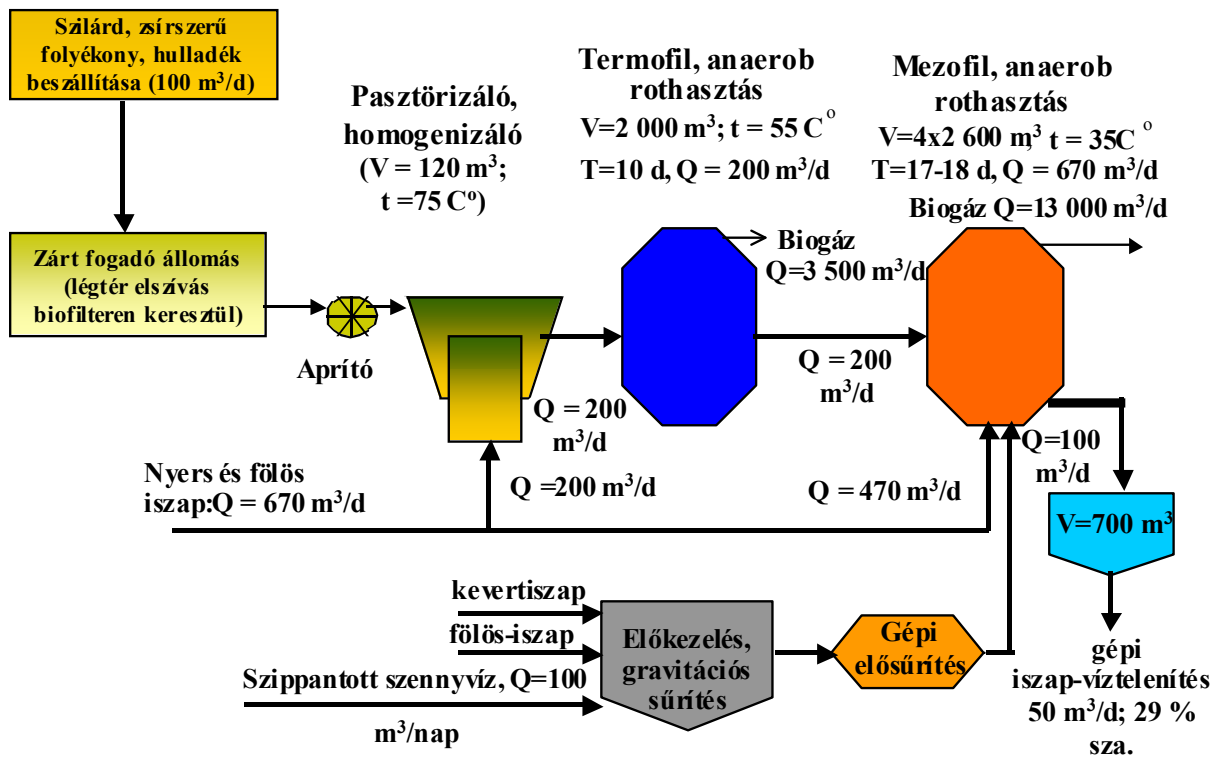 Szilárd, zsírszerű
folyékony, hulladék
beszállítása (100 m³/d)
Zárt fogadó állomás
(légtér elszívás
biofilteren keresztül)
Aprító
Pasztörizáló,
homogenizáló
(V = 120 m³;
t =75 Cº)
Termofil, anaerob
rothasztás
V=2 000 m³; t = 55 C°
T=10 d, Q = 200 m³/d
Mezofil, anaerob
rothasztás
V=4x2 600 m³, t = 35C°
T=17-18 d, Q = 670 m³/d
Biogáz Q=13 000 m³/d
Biogáz
Q=3 500 m³/d
Q = 200
m³/d
Q = 200
m³/d
Q =200 m³/d
Nyers és fölös
iszap:Q = 670 m³/d
Q = 470 m³/d
Q=100
m³/d
V=700 m³
kevertiszap
fölös-iszap
Szippantott szennyvíz, Q=100
m³/nap
Előkezelés,
gravitációs
sűrítés
Gépi
elősűrítés
gépi
iszap-víztelenítés
50 m³/d; 29 %
sza.